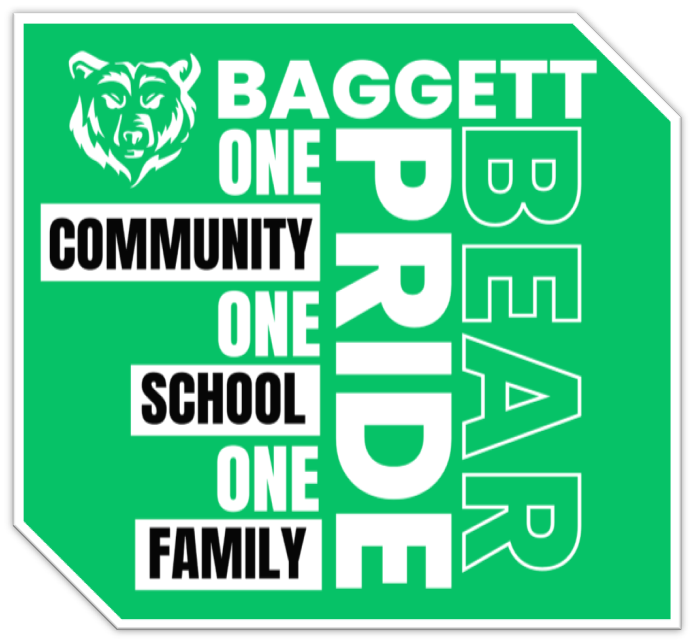 BAGGETT
ONE
COMMUNITY
ONE
SCHOOL
ONE
FAMILY
BEAR
PRIDE